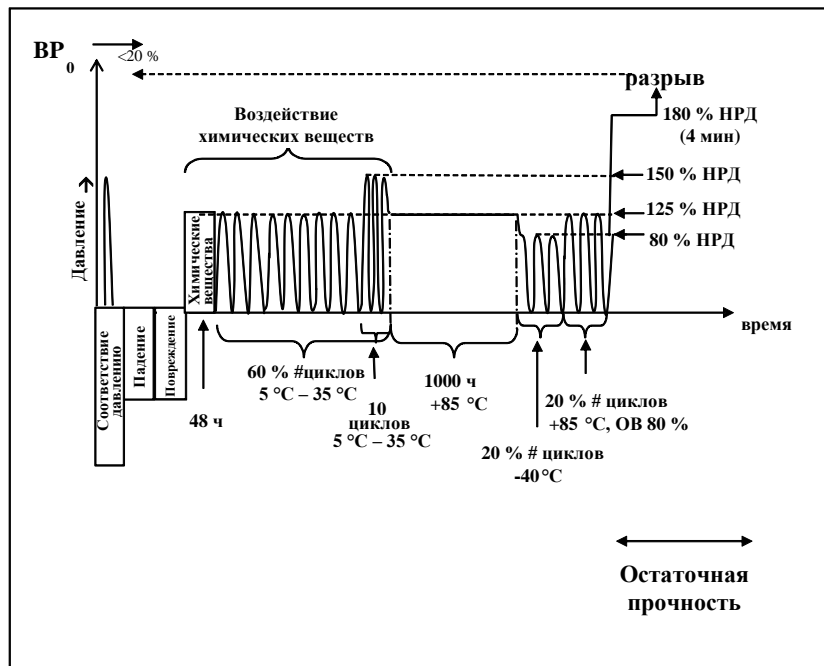 ВР0
<20 %
разрыв
Воздействие
химических веществ
180 % НРД
(4 мин)
150 % НРД
125 % НРД
80 % НРД
Давление
Химические
вещества
время
Соответствие
давлению
Падение
Повреждение
48 ч
60 % #циклов
5 °C – 35 °C
10
циклов
5 °C – 35 °C
1000 ч
+85 °C
20 % # циклов
+85 °C, ОВ 80 %
20 % # циклов
-40°C
Остаточная
прочность